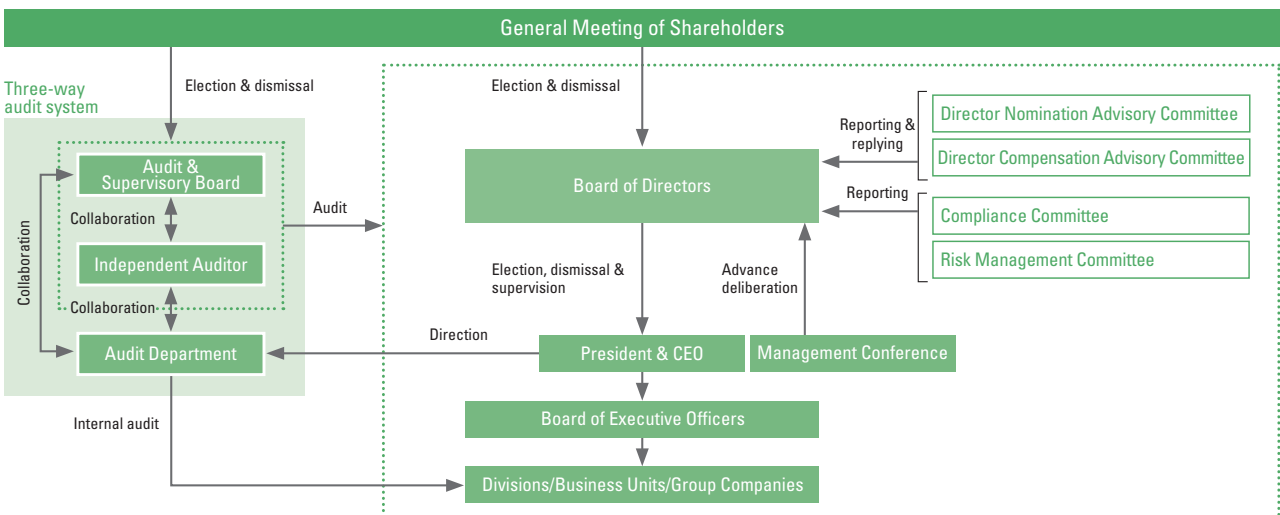 General Meeting of Shareholders
Three-way
audit system
Election & dismissal
Election & dismissal
Reporting &
replying
Director Nomination Advisory Committee
Director Compensation Advisory Committee
Audit &
Supervisory Board
Board of Directors
Reporting
Compliance Committee
Risk Management Committee
Audit
Collaboration
Collaboration
Independent Auditor
Election, dismissal &
supervision
Advance
deliberation
Collaboration
Audit Department
Direction
President & CEO
Management Conference
Internal audit
Board of Executive Officers
Divisions/Business Units/Group Companies